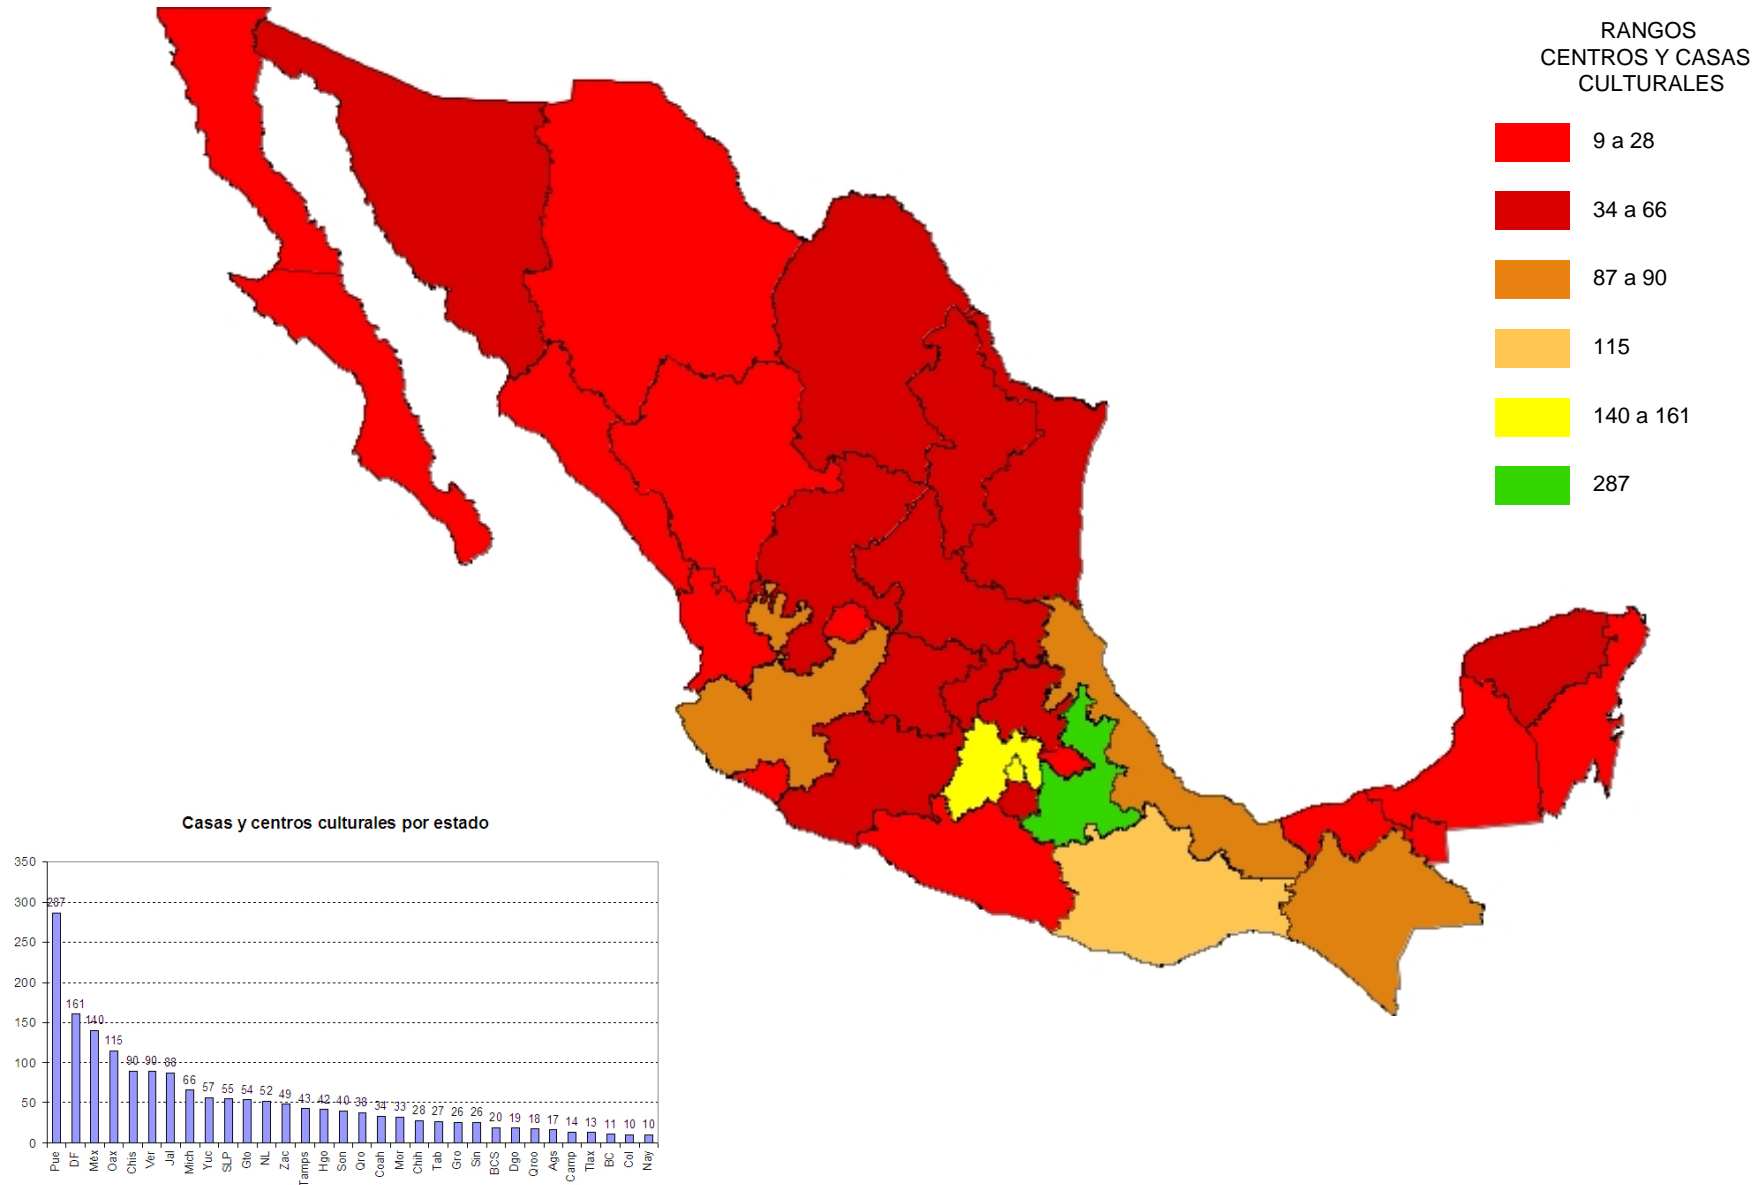 RANGOS
CENTROS Y CASAS
CULTURALES
9 a 28
34 a 66
87 a 90
115
140 a 161
287
Casas y centros culturales por estado
350
300
250
200
150
100
50
0
287
161
140
115
90
90
88
66
57
55
54
52
49
43
42
40
38
34
33
28
27
26
26
20
19
18
17
14
13
11
10
10
Pue
DF
Méx
Oax
Chis
Ver
Jal
Mich
Yuc
SLP
Gto
NL
Zac
Tamps
Hgo
Son
Qro
Coah
Mor
Chih
Tab
Gro
Sin
BCS
Dgo
Qroo
Ags
Camp
Tlax
BC
Col
Nay